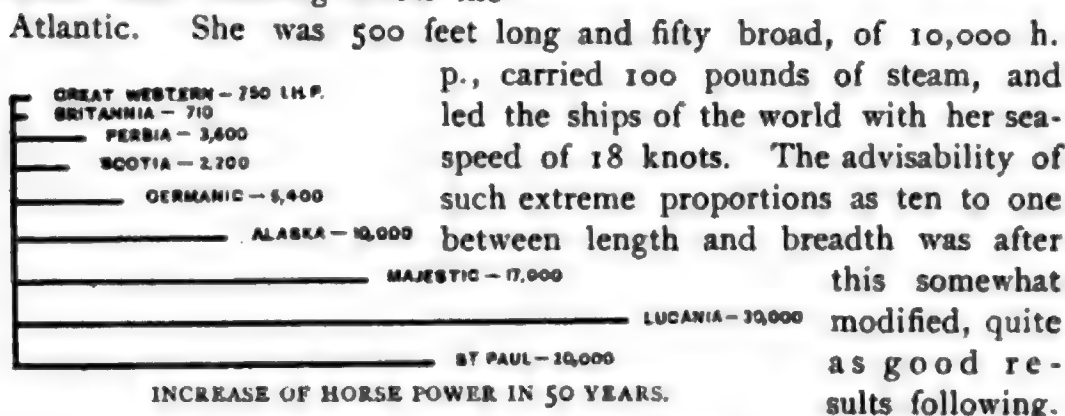 Atlantic. She was 500 feet long and fifty broad, of 10,000 h.
p., carried 100 pounds of steam, and
led the ships of the world with her sea-
speed of 18 knots. The advisability of
such extreme proportions as ten to one
between length and breadth was after
this somewhat
modified, quite
as good re-
sults following.
GREAT WESTERN – 750 I.H.P.
BRITANNIA – 710
PERSIA – 3,600
SCOTIA – 2,200
GERMANIC – 5,400
ALASKA – 10,000
MAJESTIC – 17,000
LUCANIA – 30,000
ST PAUL – 20,000
INCREASE OF HORSE POWER IN 50 YEARS.